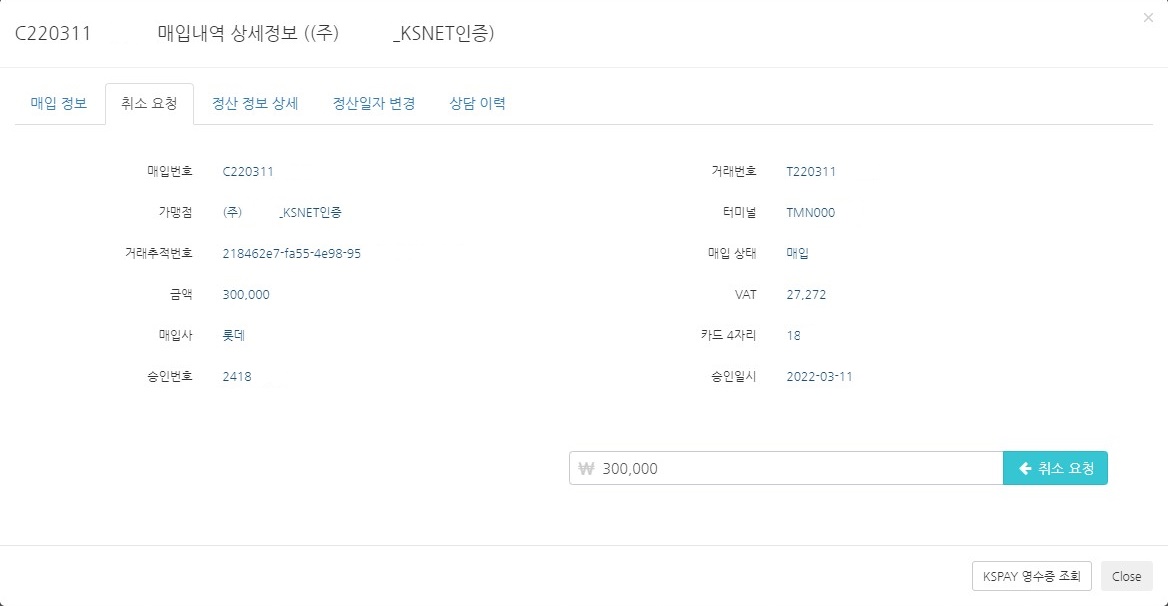 C220311 매입내역 상세정보 ((주) _KSNET인증)
×
매입 정보 취소 요청 정산 정보 상세 정산일자 변경 상담 이력
매입번호 C220311 거래번호 T220311
가맹점 (주) _KSNET인증 터미널 TMN000
거래추적번호 218462e7-fa55-4e98-95 매입 상태 매입
금액 300,000 VAT 27,272
매입사 롯데 카드 4자리 18
승인번호 2418 승인일시 2022-03-11
₩ 300,000 취소 요청
KSPAY 영수증 조회 Close